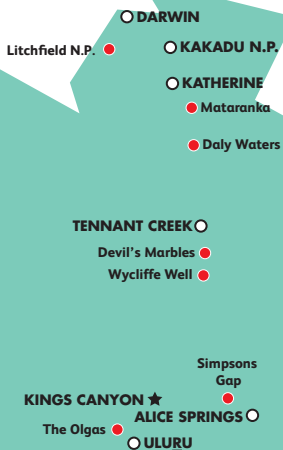 DARWIN
Litchfield N.P.
KAKADU N.P.
KATHERINE
Mataranka
Daly Waters
TENNANT CREEK
Devil's Marbles
Wycliffe Well
Simpsons
Gap
KINGS CANYON
ALICE SPRINGS
The Olgas
ULURU